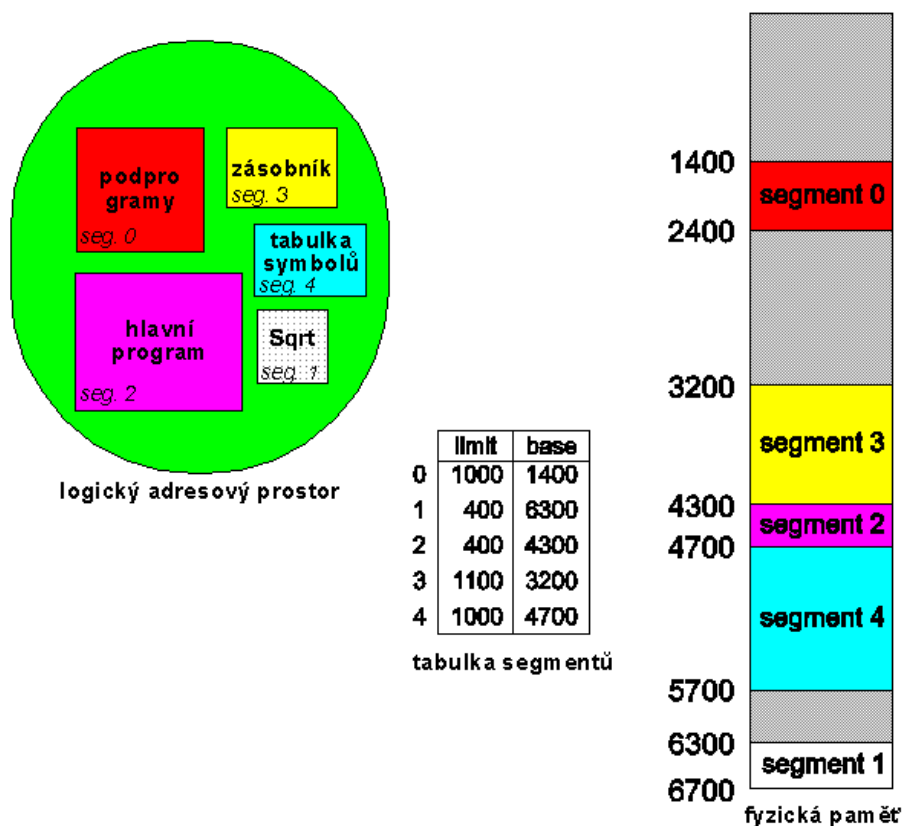 podpro
gramy
seg. 0
zásobník
seg. 3
tabulka
symbolů
seg. 4
hlavní
program
seg. 2
Sqrt
seg. 1
logický adresový prostor
limit base
0 1000 1400
1 400 6300
2 400 4300
3 1100 3200
4 1000 4700
tabulka segmentů
1400
segment 0
2400
3200
segment 3
4300
segment 2
4700
segment 4
5700
6300
segment 1
6700
fyzická paměť